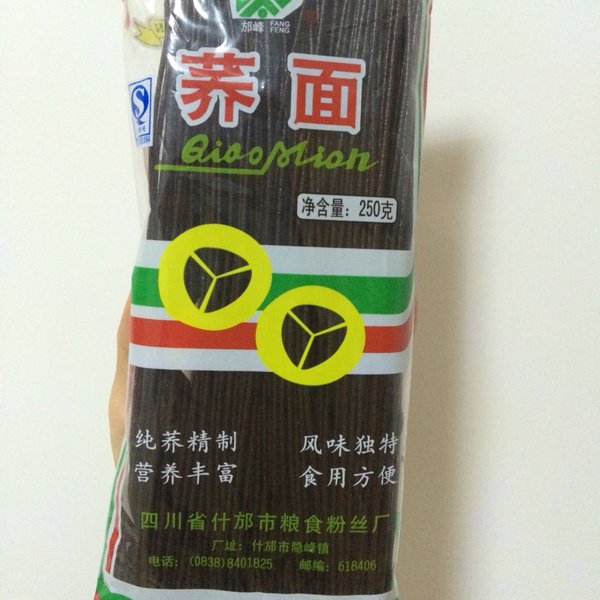 邡峰 FANG FENG
荞面
QiaoMian
净含量：250克
纯荞精制 风味独特
营养丰富 食用方便
四川省什邡市粮食粉丝厂
厂址：什邡市隐峰镇
电话：(0838)8401825 邮编：618406